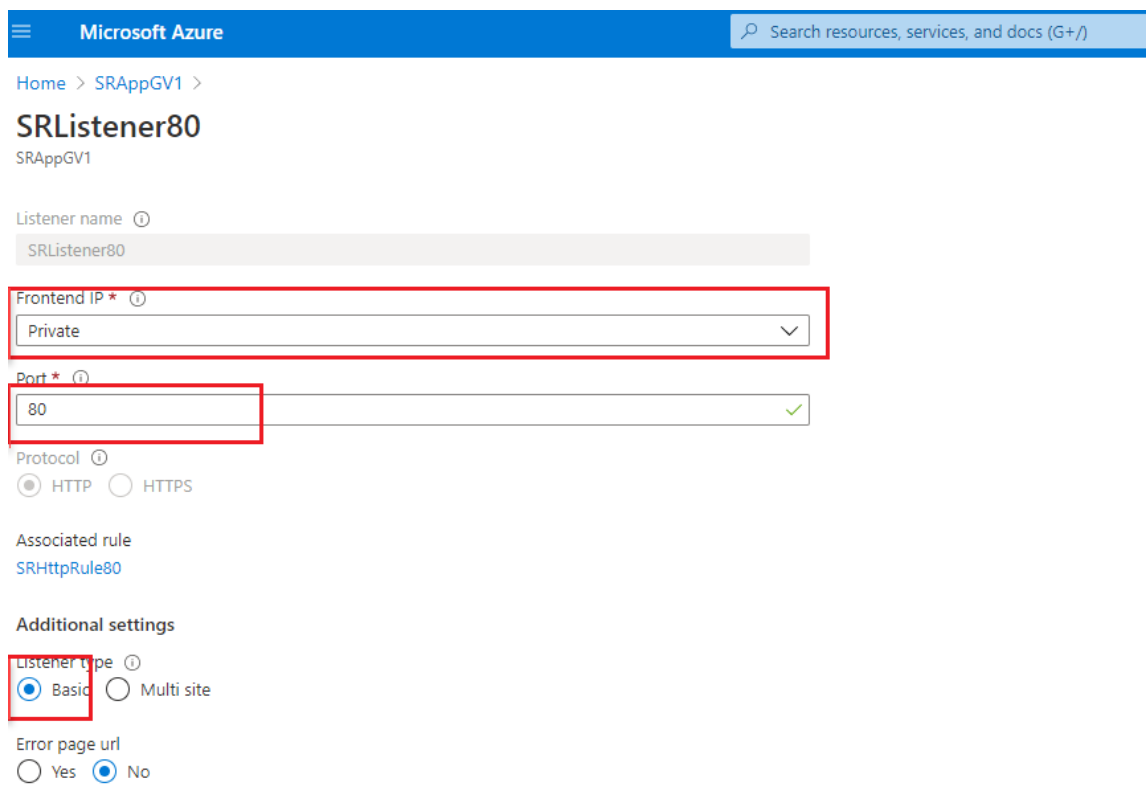 Microsoft Azure
Search resources, services, and docs (G+/)
Home > SRAppGV1 >
SRListener80
SRAppGV1
Listener name
SRListener80
Frontend IP *
Private
Port *
80
Protocol
HTTP HTTPS
Associated rule
SRHttpRule80
Additional settings
Listener type
Basic Multi site
Error page url
Yes No